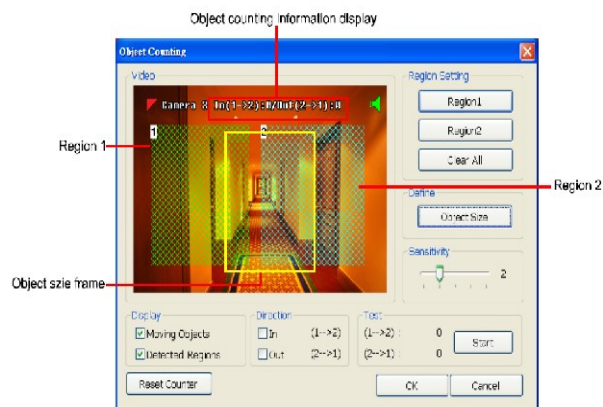 Object counting information display
Object Counting
Video
Camera 8 In(1->2):0/Out(2->1):0
1
2
Region 1
Region 2
Object szie frame
Region Setting
Region1
Region2
Clear All
Define
Object Size
Sensitivity
2
Display
Moving Objects
Detected Regions
Direction
In (1-->2)
Out (2-->1)
Test
(1-->2) : 0
(2-->1) : 0
Start
Reset Counter
OK
Cancel